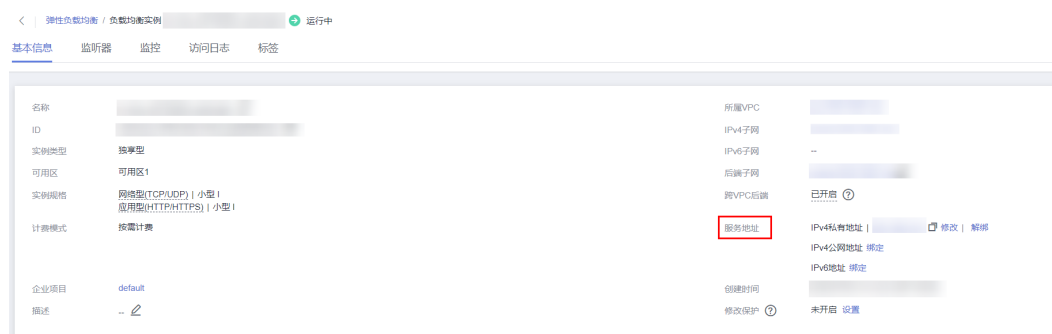 弹性负载均衡 / 负载均衡实例 运行中
基本信息 监听器 监控 访问日志 标签
名称 所属VPC
ID IPv4子网
实例类型 独享型 IPv6子网 --
可用区 可用区1 后端子网
实例规格 网络型(TCP/UDP) | 小型 I 跨VPC后端 已开启
应用型(HTTP/HTTPS) | 小型 I
计费模式 按需计费 服务地址 IPv4私有地址 | 修改 | 解绑
IPv4公网地址 绑定
IPv6地址 绑定
企业项目 default 创建时间
描述 -- 修改保护 未开启 设置